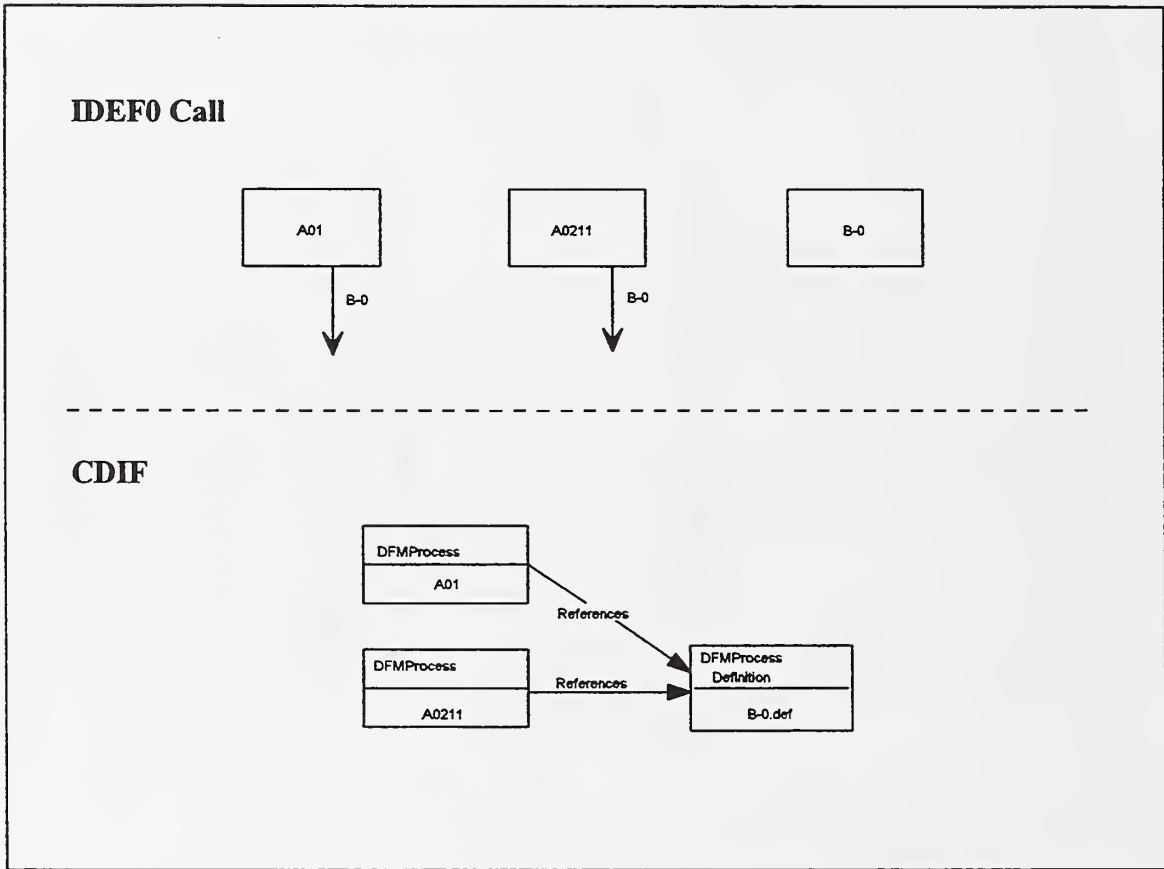 IDEF0 Call
A01
A0211
B-0
B-0
B-0
CDIF
DFMProcess
A01
References
DFMProcess
A0211
References
DFMProcess
Definition
B-0.def